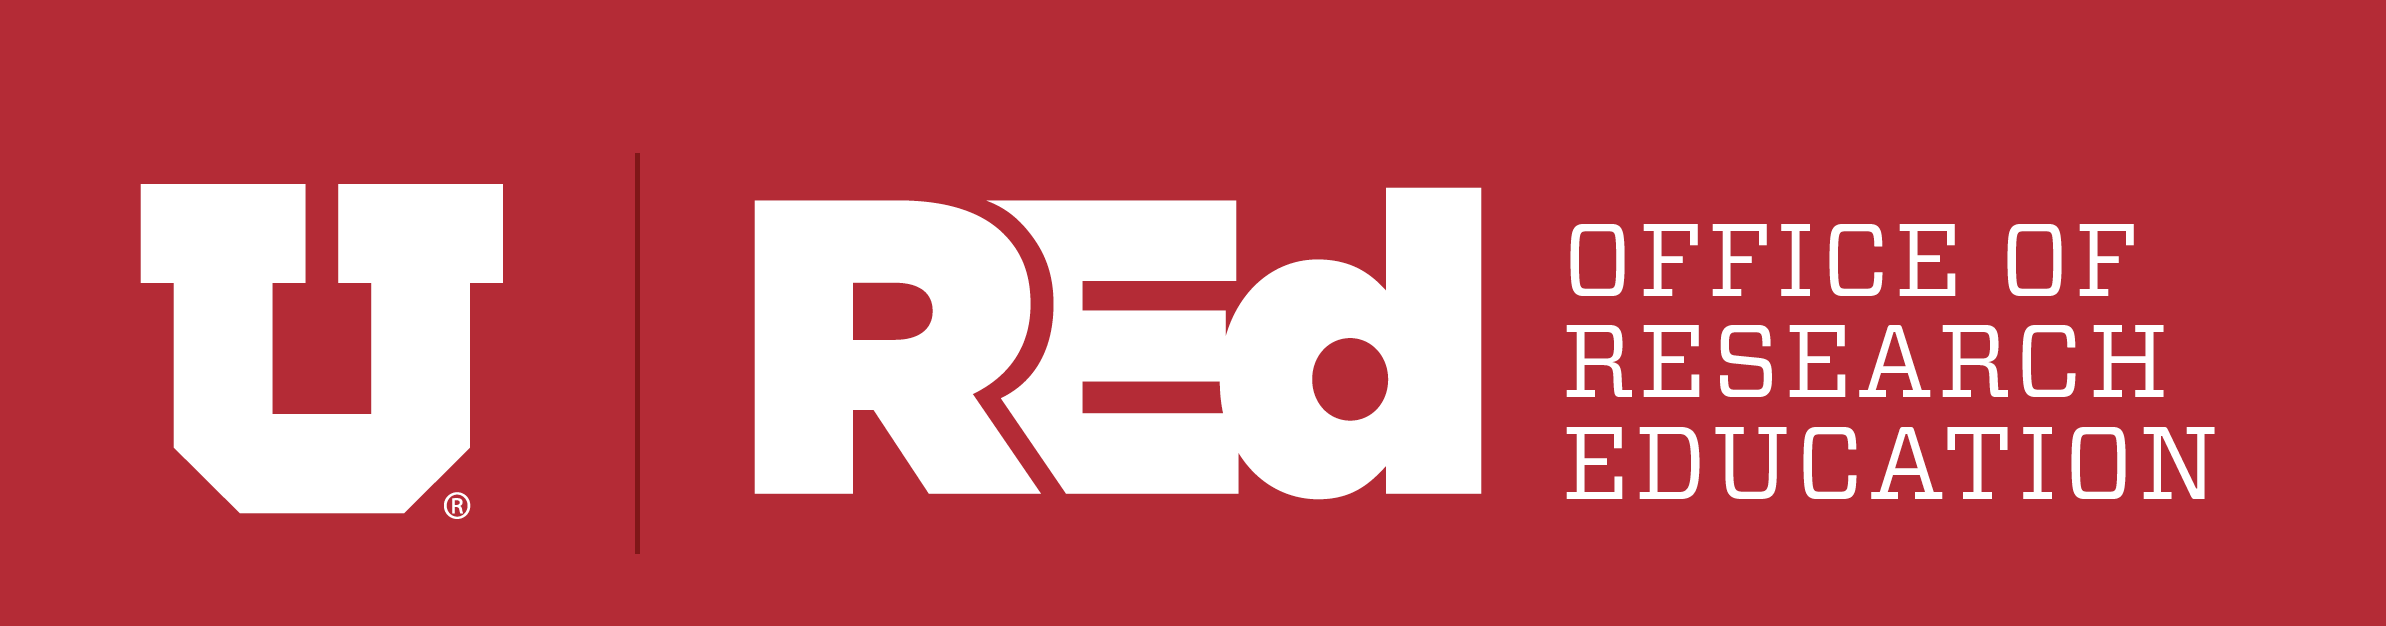 U®
REd
OFFICE OF
RESEARCH
EDUCATION